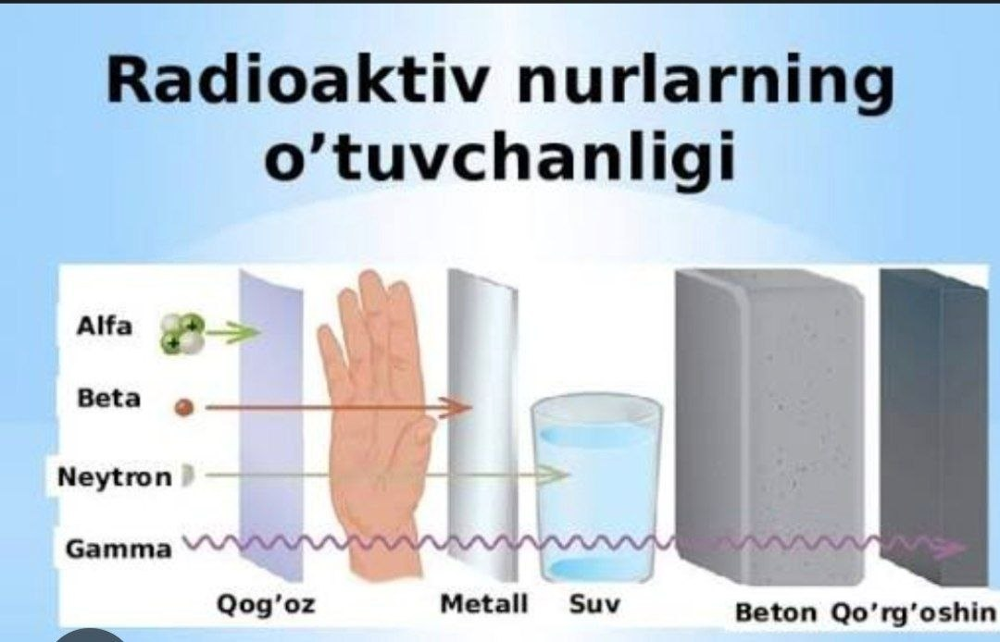 Radioaktiv nurlarning
o’tuvchanligi
Alfa
Beta
Neytron
Gamma
Qog’oz Metall Suv Beton Qo’rg’oshin